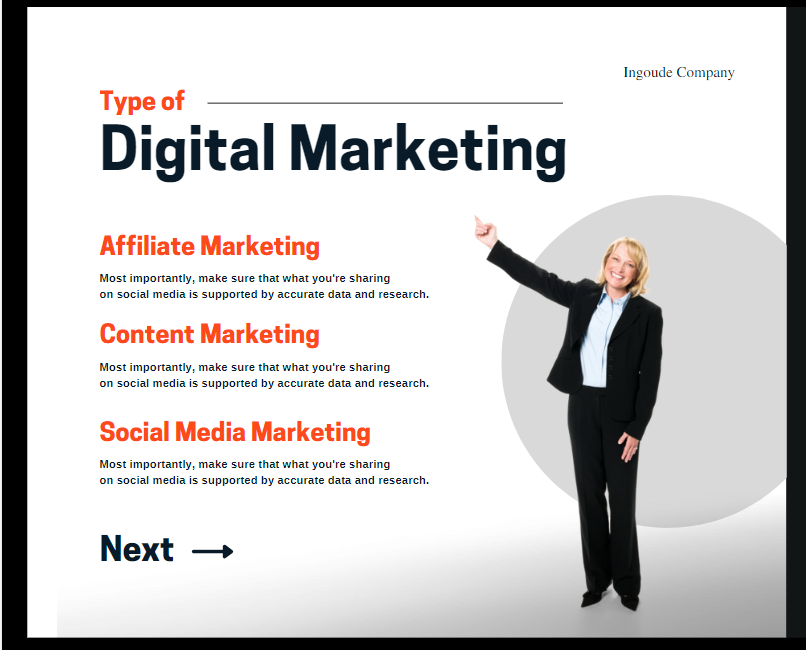 Ingoude Company
Type of
Digital Marketing
Affiliate Marketing
Most importantly, make sure that what you're sharing
on social media is supported by accurate data and research.
Content Marketing
Most importantly, make sure that what you're sharing
on social media is supported by accurate data and research.
Social Media Marketing
Most importantly, make sure that what you're sharing
on social media is supported by accurate data and research.
Next